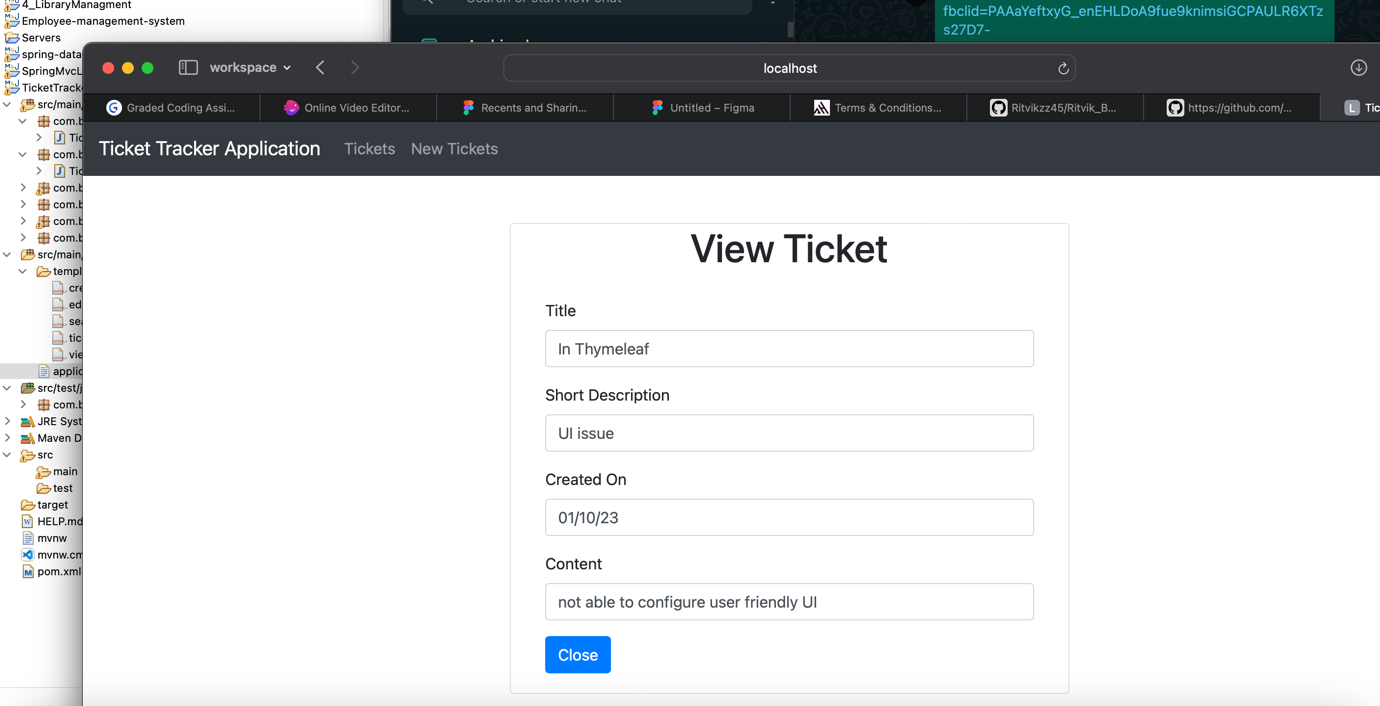 4_LibraryManagment
Employee-management-system
Servers
spring-data
SpringMvcL
TicketTrack
src/main,
com.b
Tic
com.b
Tic
com.b
com.b
com.b
com.b
src/main,
templ
cre
ed
sea
tic
vie
applic
src/test/j
com.b
JRE Syst
Maven D
src
main
test
target
HELP.md
mvnw
mvnw.cm
pom.xml
fbclid=PAAaYeftxyG_enEHLDoA9fue9knimsiGCPAULR6XTz
s27D7-
workspace
localhost
Graded Coding Assi...
Online Video Editor...
Recents and Sharin...
Untitled – Figma
Terms & Conditions...
Ritvikzz45/Ritvik_B...
https://github.com/...
L Tic
Ticket Tracker Application Tickets New Tickets
View Ticket
Title
In Thymeleaf
Short Description
UI issue
Created On
01/10/23
Content
not able to configure user friendly UI
Close